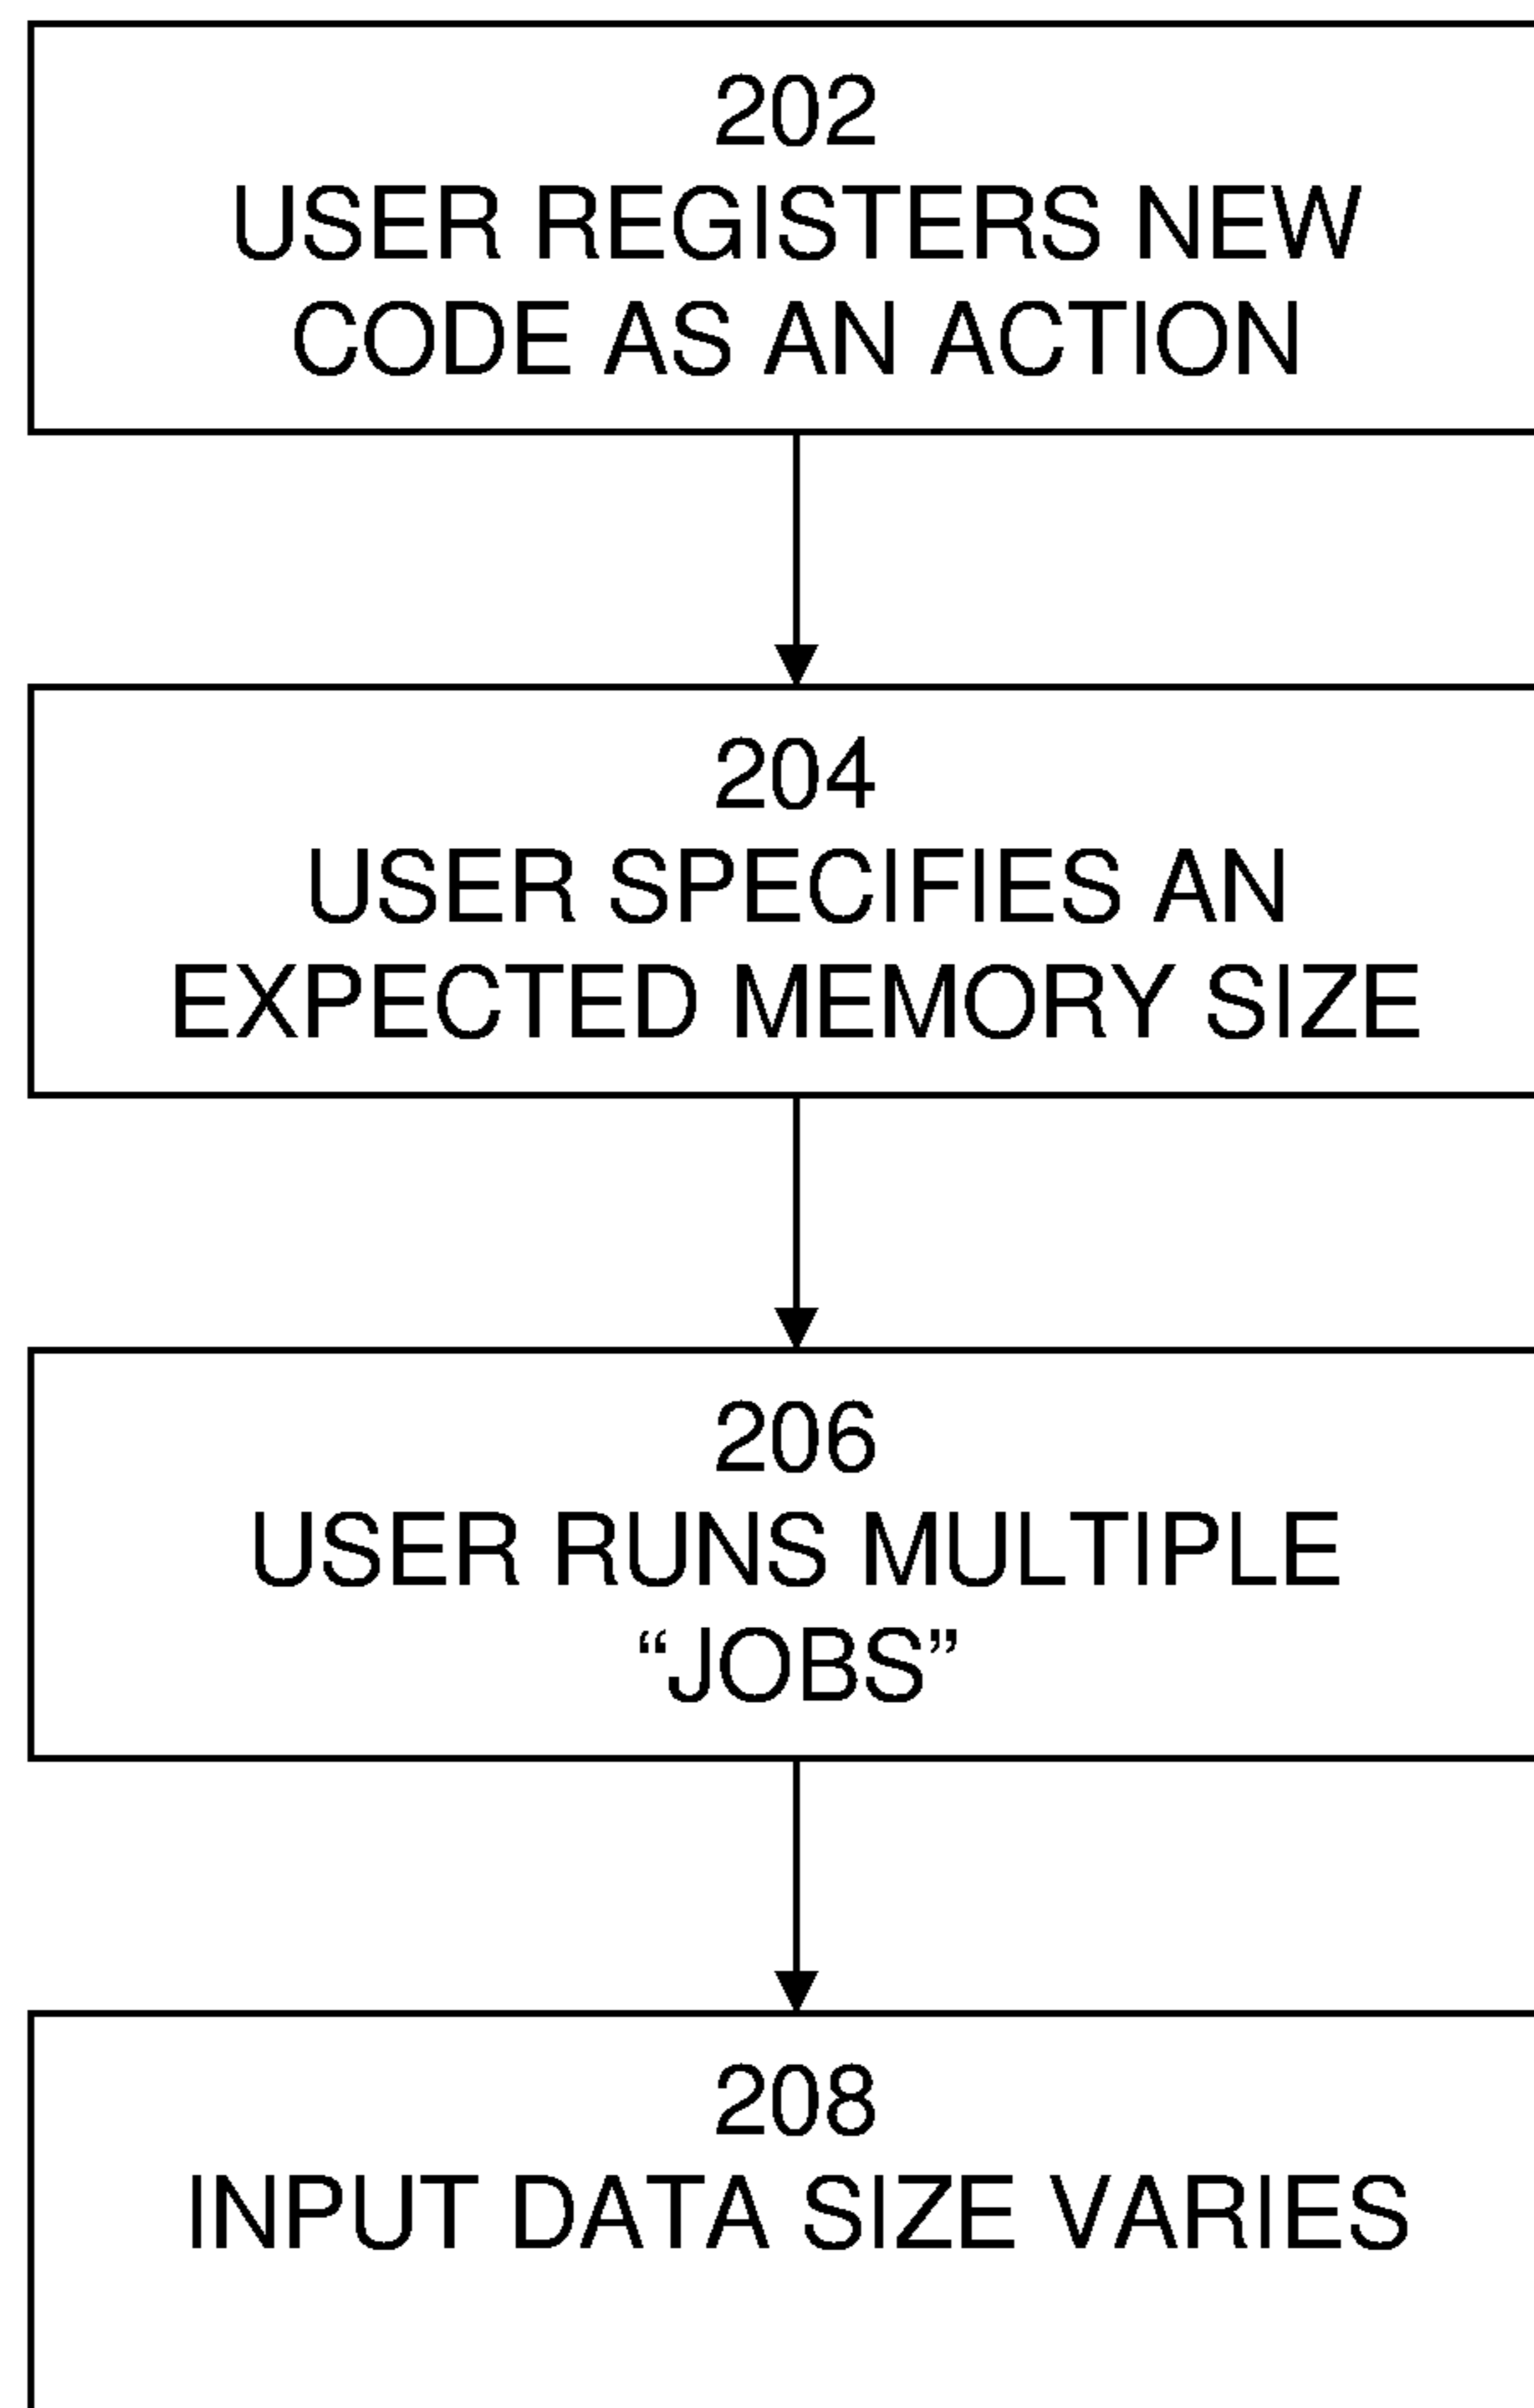 202
USER REGISTERS NEW
CODE AS AN ACTION
204
USER SPECIFIES AN
EXPECTED MEMORY SIZE
206
USER RUNS MULTIPLE
“JOBS”
208
INPUT DATA SIZE VARIES